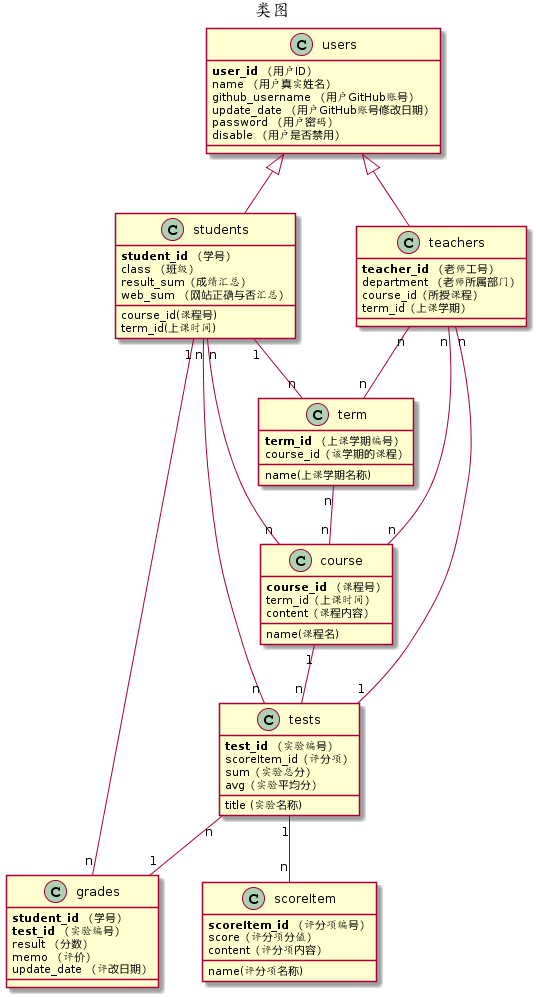 类图
C users
user_id （用户ID）
name （用户真实姓名）
github_username （用户GitHub账号）
update_date （用户GitHub账号修改日期）
password （用户密码）
disable （用户是否禁用）
C students
student_id （学号）
class （班级）
result_sum（成绩汇总）
web_sum （网站正确与否汇总）
course_id(课程号)
term_id(上课时间)
C teachers
teacher_id （老师工号）
department （老师所属部门）
course_id（所授课程）
term_id（上课学期）
1 n n 1 n n n
n n
C term
term_id （上课学期编号）
course_id（该学期的课程）
name(上课学期名称)
n
n n n
C course
course_id （课程号）
term_id（上课时间）
content（课程内容）
name(课程名)
1
n n 1
C tests
test_id （实验编号）
scoreItem_id（评分项）
sum（实验总分）
avg（实验平均分）
title (实验名称)
n 1
n 1 n
C grades
student_id （学号）
test_id （实验编号）
result （分数）
memo （评价）
update_date （评改日期）
C scoreItem
scoreItem_id （评分项编号）
score（评分项分值）
content（评分项内容）
name(评分项名称)